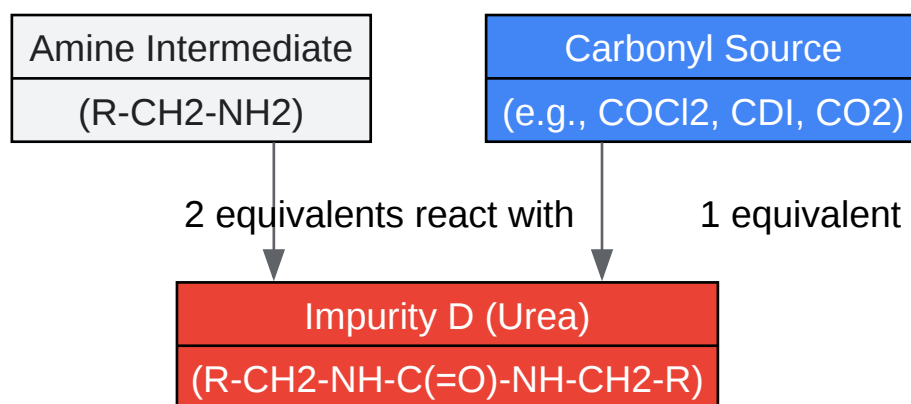 Amine Intermediate
(R-CH2-NH2)
Carbonyl Source
(e.g., COCl2, CDI, CO2)
2 equivalents react with
1 equivalent
Impurity D (Urea)
(R-CH2-NH-C(=O)-NH-CH2-R)